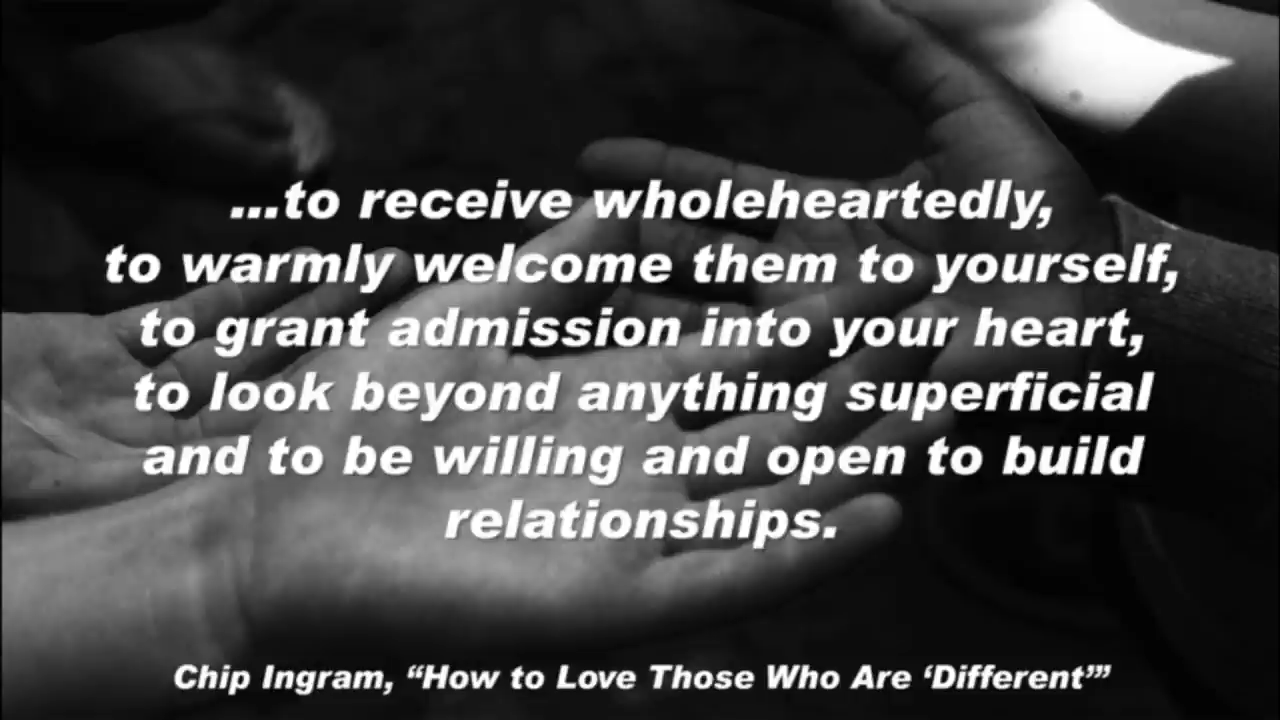 ...to receive wholeheartedly,
to warmly welcome them to yourself,
to grant admission into your heart,
to look beyond anything superficial
and to be willing and open to build
relationships.
Chip Ingram, “How to Love Those Who Are ‘Different’”